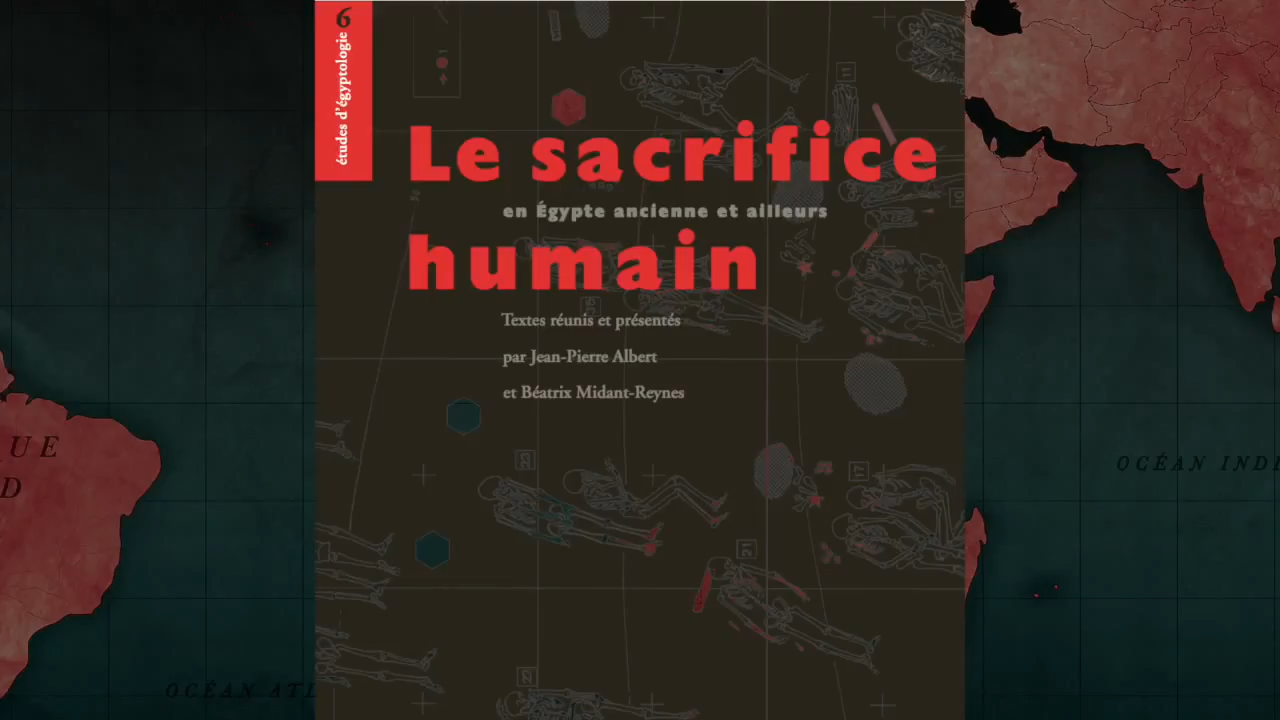 études d'égyptologie 6
Le sacrifice
en Égypte ancienne et ailleurs
humain
Textes réunis et présentés
par Jean-Pierre Albert
et Béatrix Midant-Reynes
UE
D
OCÉAN INDI
OCÉAN ATL